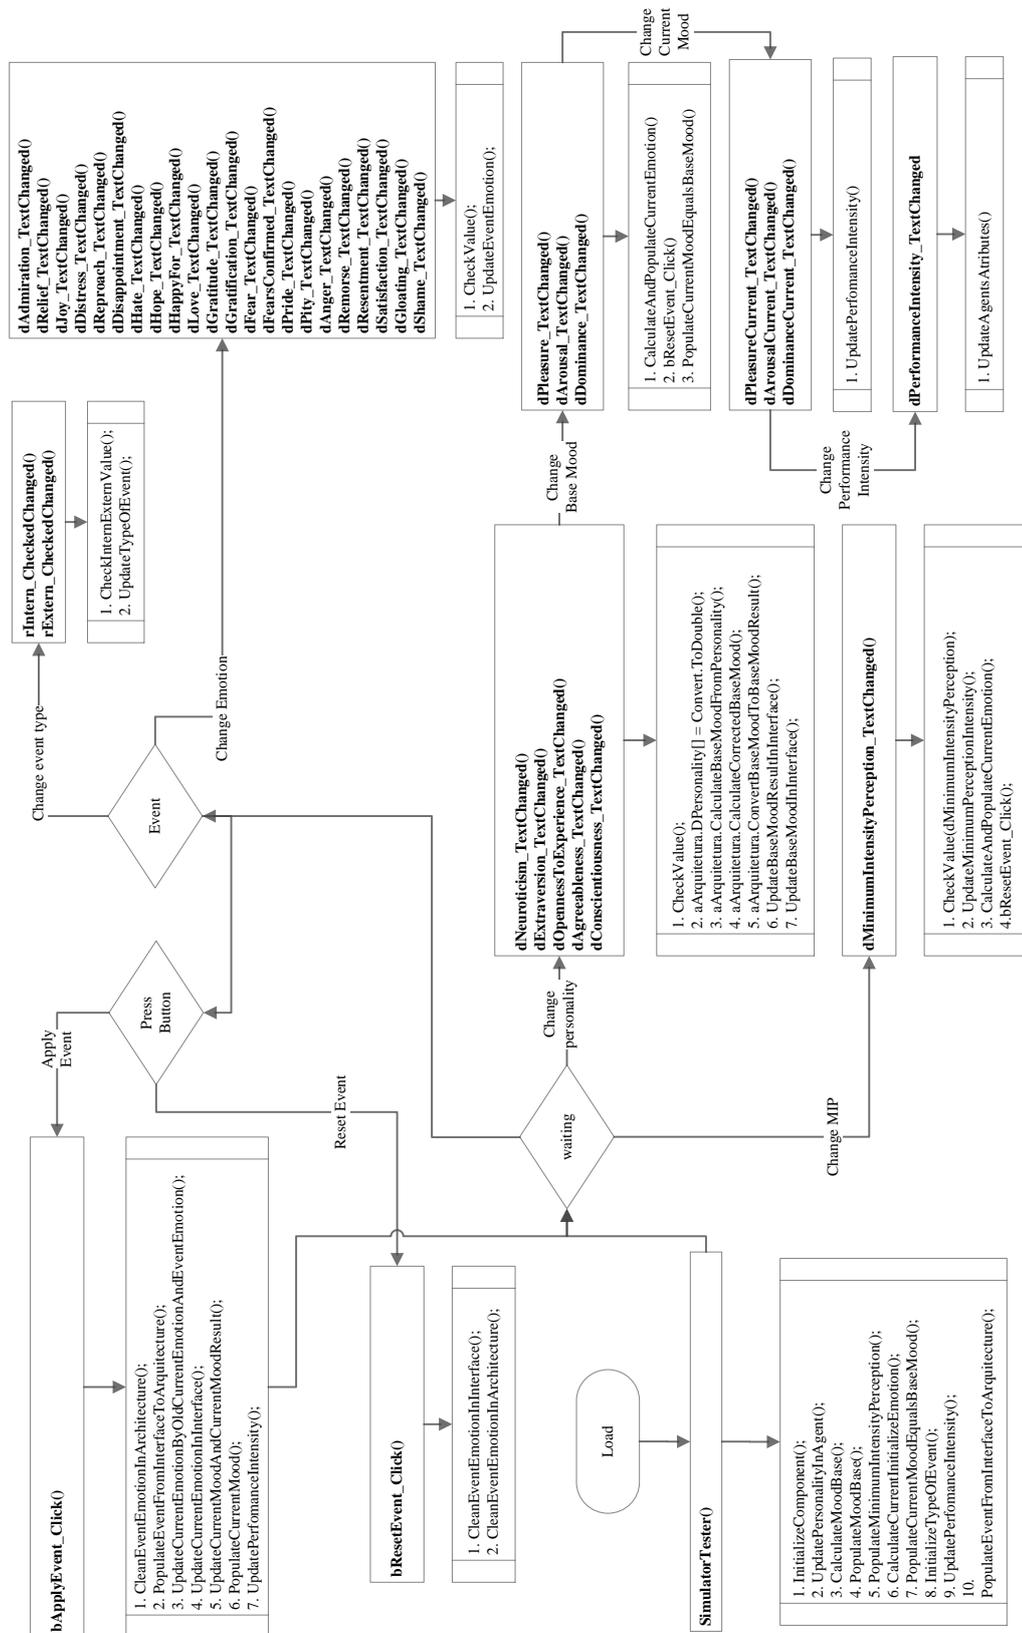 bApplyEvent_Click()
1. CleanEventEmotionInArchitecture();
2. PopulateEventFromInterfaceToArquitecture();
3. UpdateCurrentEmotionByOldCurrentEmotionAndEventEmotion();
4. UpdateCurrentEmotionInInterface();
5. UpdateCurrentMoodAndCurrentMoodResult();
6. PopulateCurrentMood();
7. UpdatePerfomanceIntensity();
Apply
Event
Press
Button
Reset Event
bResetEvent_Click()
1. CleanEventEmotionInInterface();
2. CleanEventEmotionInArchitecture();
Load
SimulatorTester()
1. InitializeComponent();
2. UpdatePersonalityInAgent();
3. CalculateMoodBase();
4. PopulateMoodBase();
5. PopulateMinimumIntensityPerception();
6. CalculateCurrentInitializeEmotion();
7. PopulateCurrentMoodEqualsBaseMood();
8. InitializeTypeOfEvent();
9. UpdatePerfomanceIntensity();
10.
PopulateEventFromInterfaceToArquitecture();
waiting
Event
Change event type
rIntern_CheckedChanged()
rExtern_CheckedChanged()
1. CheckInternExternValue();
2. UpdateTypeOfEvent();
Change Emotion
dAdmiration_TextChanged()
dRelief_TextChanged()
dJoy_TextChanged()
dDistress_TextChanged()
dReproach_TextChanged()
dDisappointment_TextChanged()
dHate_TextChanged()
dHope_TextChanged()
dHappyFor_TextChanged()
dLove_TextChanged()
dGratitude_TextChanged()
dGratification_TextChanged()
dFear_TextChanged()
dFearsConfirmed_TextChanged()
dPride_TextChanged()
dPity_TextChanged()
dAnger_TextChanged()
dRemorse_TextChanged()
dResentment_TextChanged()
dSatisfaction_TextChanged()
dGloating_TextChanged()
dShame_TextChanged()
1. CheckValue();
2. UpdateEventEmotion();
Change
personality
dNeuroticism_TextChanged()
dExtraversion_TextChanged()
dOpennessToExperience_TextChanged()
dAgreeableness_TextChanged()
dConscientiousness_TextChanged()
1. CheckValue();
2. aArquitetura.DPersonality[] = Convert.ToDouble();
3. aArquitetura.CalculateBaseMoodFromPersonality();
4. aArquitetura.CalculateCorrectedBaseMood();
5. aArquitetura.ConvertBaseMoodToBaseMoodResult();
6. UpdateBaseMoodResultInInterface();
7. UpdateBaseMoodInInterface();
Change
Base Mood
dPleasure_TextChanged()
dArousal_TextChanged()
dDominance_TextChanged()
1. CalculateAndPopulateCurrentEmotion()
2. bResetEvent_Click()
3. PopulateCurrentMoodEqualsBaseMood()
Change
Current
Mood
dPleasureCurrent_TextChanged()
dArousalCurrent_TextChanged()
dDominanceCurrent_TextChanged()
1. UpdatePerformanceIntensity()
Change
Performance
Intensity
dPerformanceIntensity_TextChanged
1. UpdateAgentsAtributes()
Change MIP
dMinimumIntensityPerception_TextChanged()
1. CheckValue(dMinimumIntensityPerception);
2. UpdateMinimumPerceptionIntensity();
3. CalculateAndPopulateCurrentEmotion();
4.bResetEvent_Click();